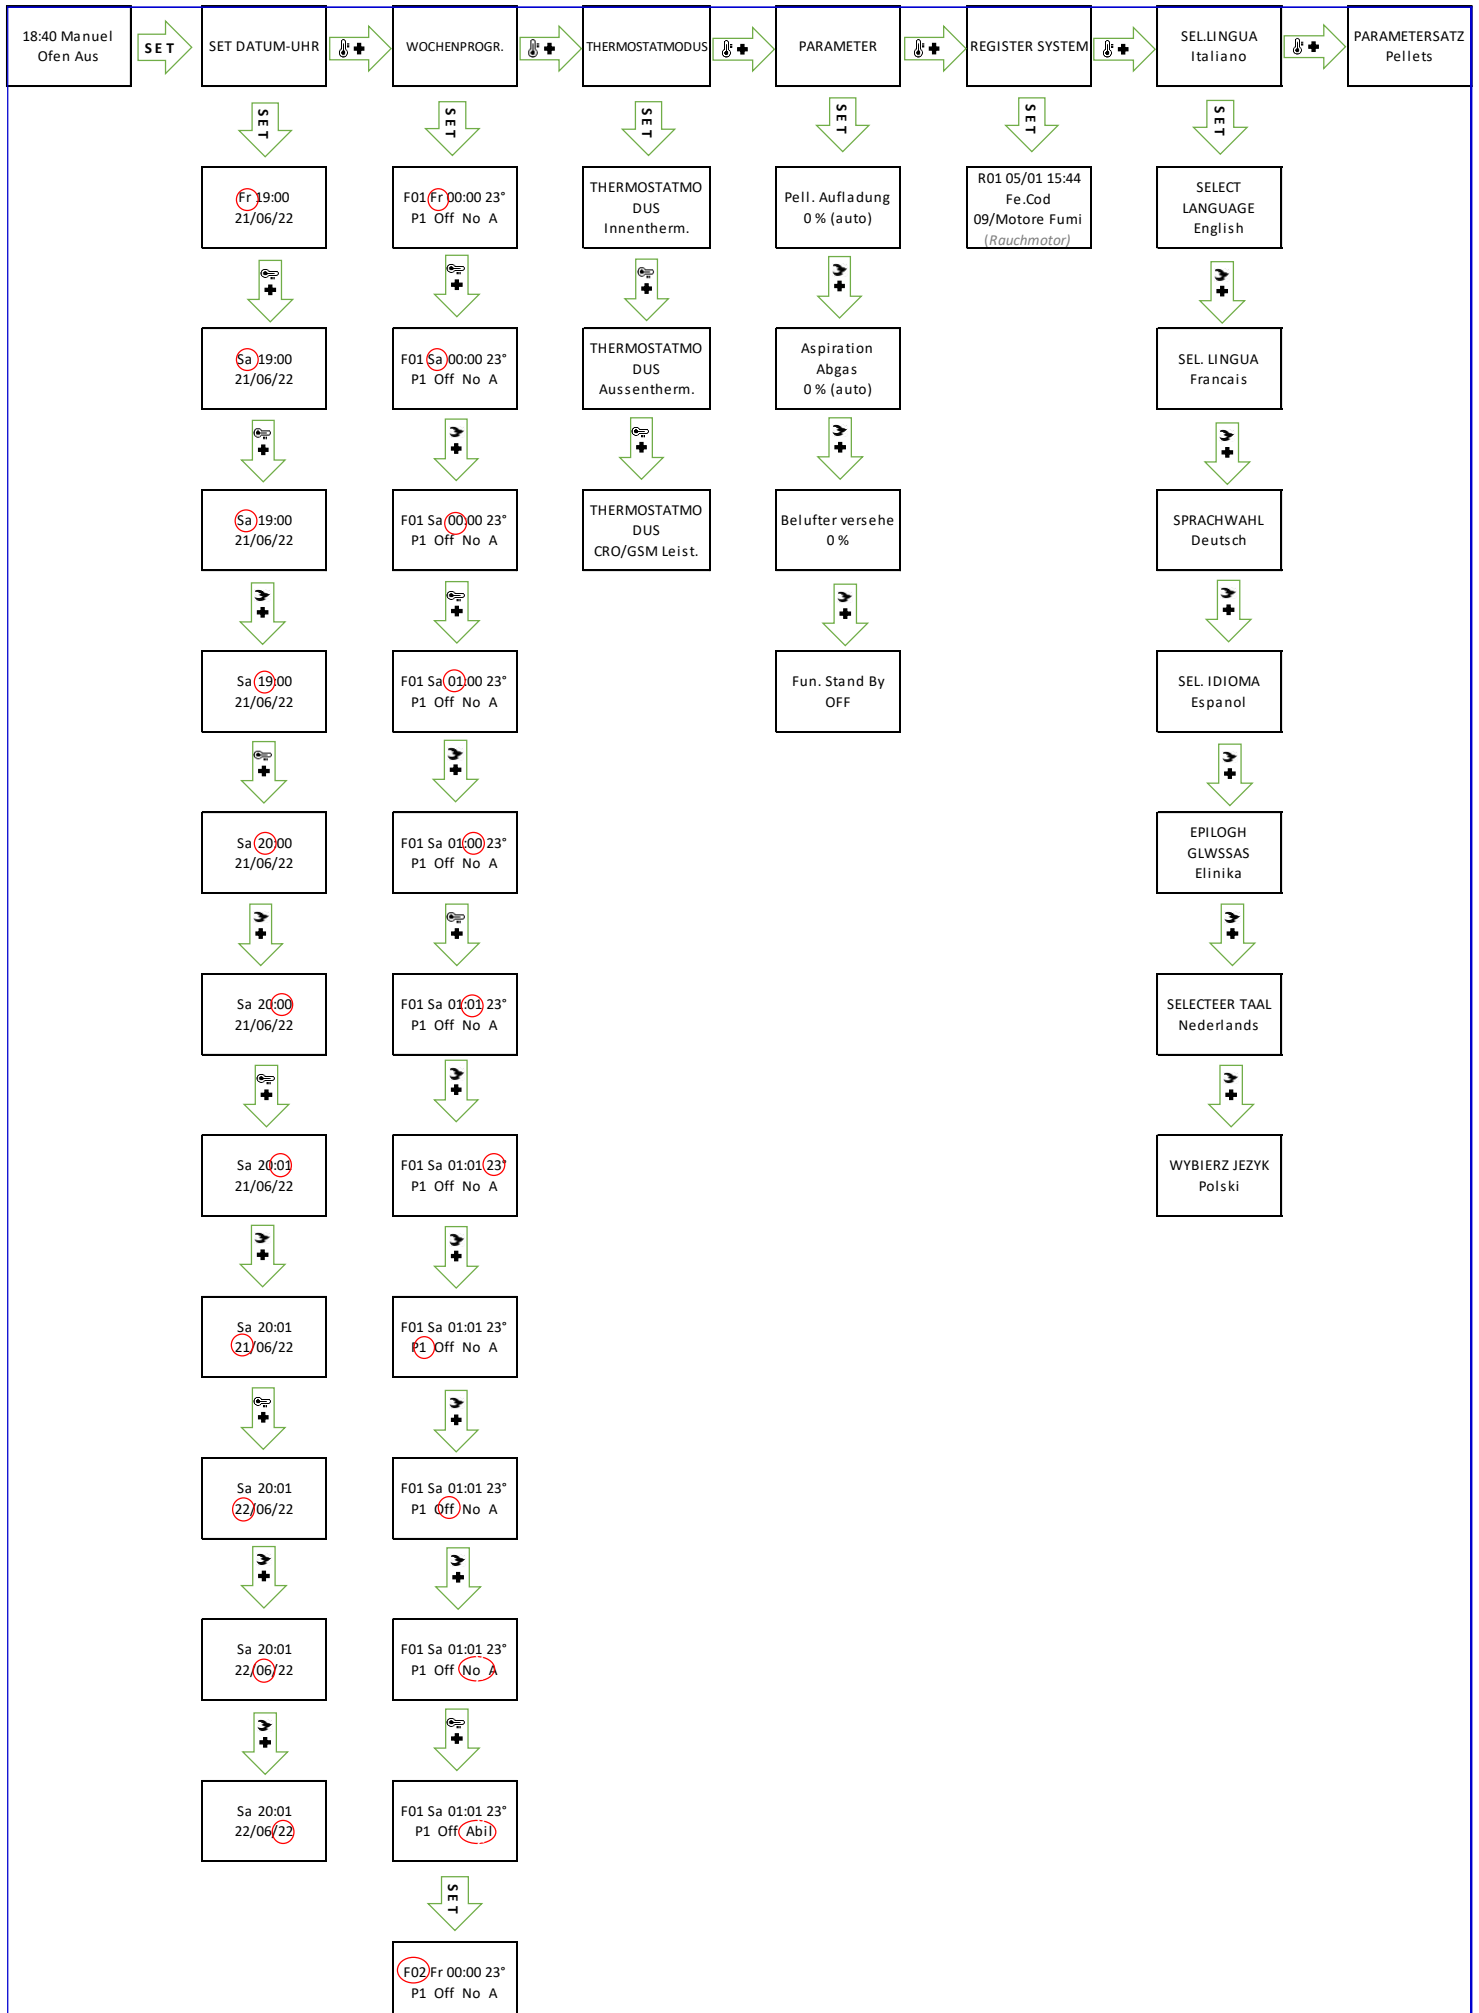 18:40 Manuel
Ofen Aus
SET
SET DATUM-UHR
WOCHENPROGR.
THERMOSTATMODUS
PARAMETER
REGISTER SYSTEM
SEL.LINGUA
Italiano
PARAMETERSATZ
Pellets
SET
SET
SET
SET
SET
SET
Fr 19:00
21/06/22
F01 Fr 00:00 23°
P1 Off No A
THERMOSTATMO
DUS
Innentherm.
Pell. Aufladung
0 % (auto)
R01 05/01 15:44
Fe.Cod
09/Motore Fumi
(Rauchmotor)
SELECT
LANGUAGE
English
Sa 19:00
21/06/22
F01 Sa 00:00 23°
P1 Off No A
THERMOSTATMO
DUS
Aussentherm.
Aspiration
Abgas
0 % (auto)
SEL. LINGUA
Francais
Sa 19:00
21/06/22
F01 Sa 00:00 23°
P1 Off No A
THERMOSTATMO
DUS
CRO/GSM Leist.
Belufter versehe
0 %
SPRACHWAHL
Deutsch
Sa 19:00
21/06/22
F01 Sa 01:00 23°
P1 Off No A
Fun. Stand By
OFF
SEL. IDIOMA
Espanol
Sa 20:00
21/06/22
F01 Sa 01:00 23°
P1 Off No A
EPILOGH
GLWSSAS
Elinika
Sa 20:00
21/06/22
F01 Sa 01:01 23°
P1 Off No A
SELECTEER TAAL
Nederlands
Sa 20:01
21/06/22
F01 Sa 01:01 23°
P1 Off No A
WYBIERZ JEZYK
Polski
Sa 20:01
21/06/22
F01 Sa 01:01 23°
P1 Off No A
Sa 20:01
22/06/22
F01 Sa 01:01 23°
P1 Off No A
Sa 20:01
22/06/22
F01 Sa 01:01 23°
P1 Off No A
Sa 20:01
22/06/22
F01 Sa 01:01 23°
P1 Off Abil
SET
F02 Fr 00:00 23°
P1 Off No A